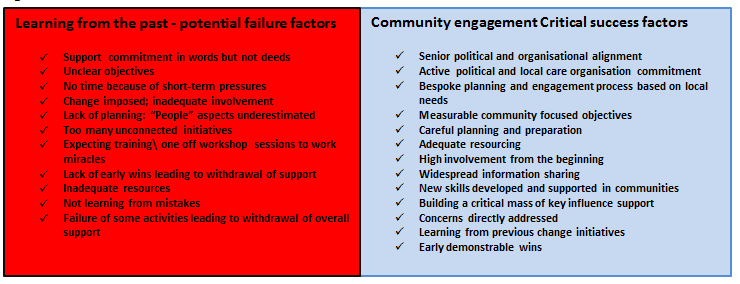 Learning from the past - potential failure factors
✓ Support commitment in words but not deeds
✓ Unclear objectives
✓ No time because of short-term pressures
✓ Change imposed; inadequate involvement
✓ Lack of planning: “People” aspects underestimated
✓ Too many unconnected initiatives
✓ Expecting training\ one off workshop sessions to work
miracles
✓ Lack of early wins leading to withdrawal of support
✓ Inadequate resources
✓ Not learning from mistakes
✓ Failure of some activities leading to withdrawal of overall
support
Community engagement Critical success factors
✓ Senior political and organisational alignment
✓ Active political and local care organisation commitment
✓ Bespoke planning and engagement process based on local
needs
✓ Measurable community focused objectives
✓ Careful planning and preparation
✓ Adequate resourcing
✓ High involvement from the beginning
✓ Widespread information sharing
✓ New skills developed and supported in communities
✓ Building a critical mass of key influence support
✓ Concerns directly addressed
✓ Learning from previous change initiatives
✓ Early demonstrable wins